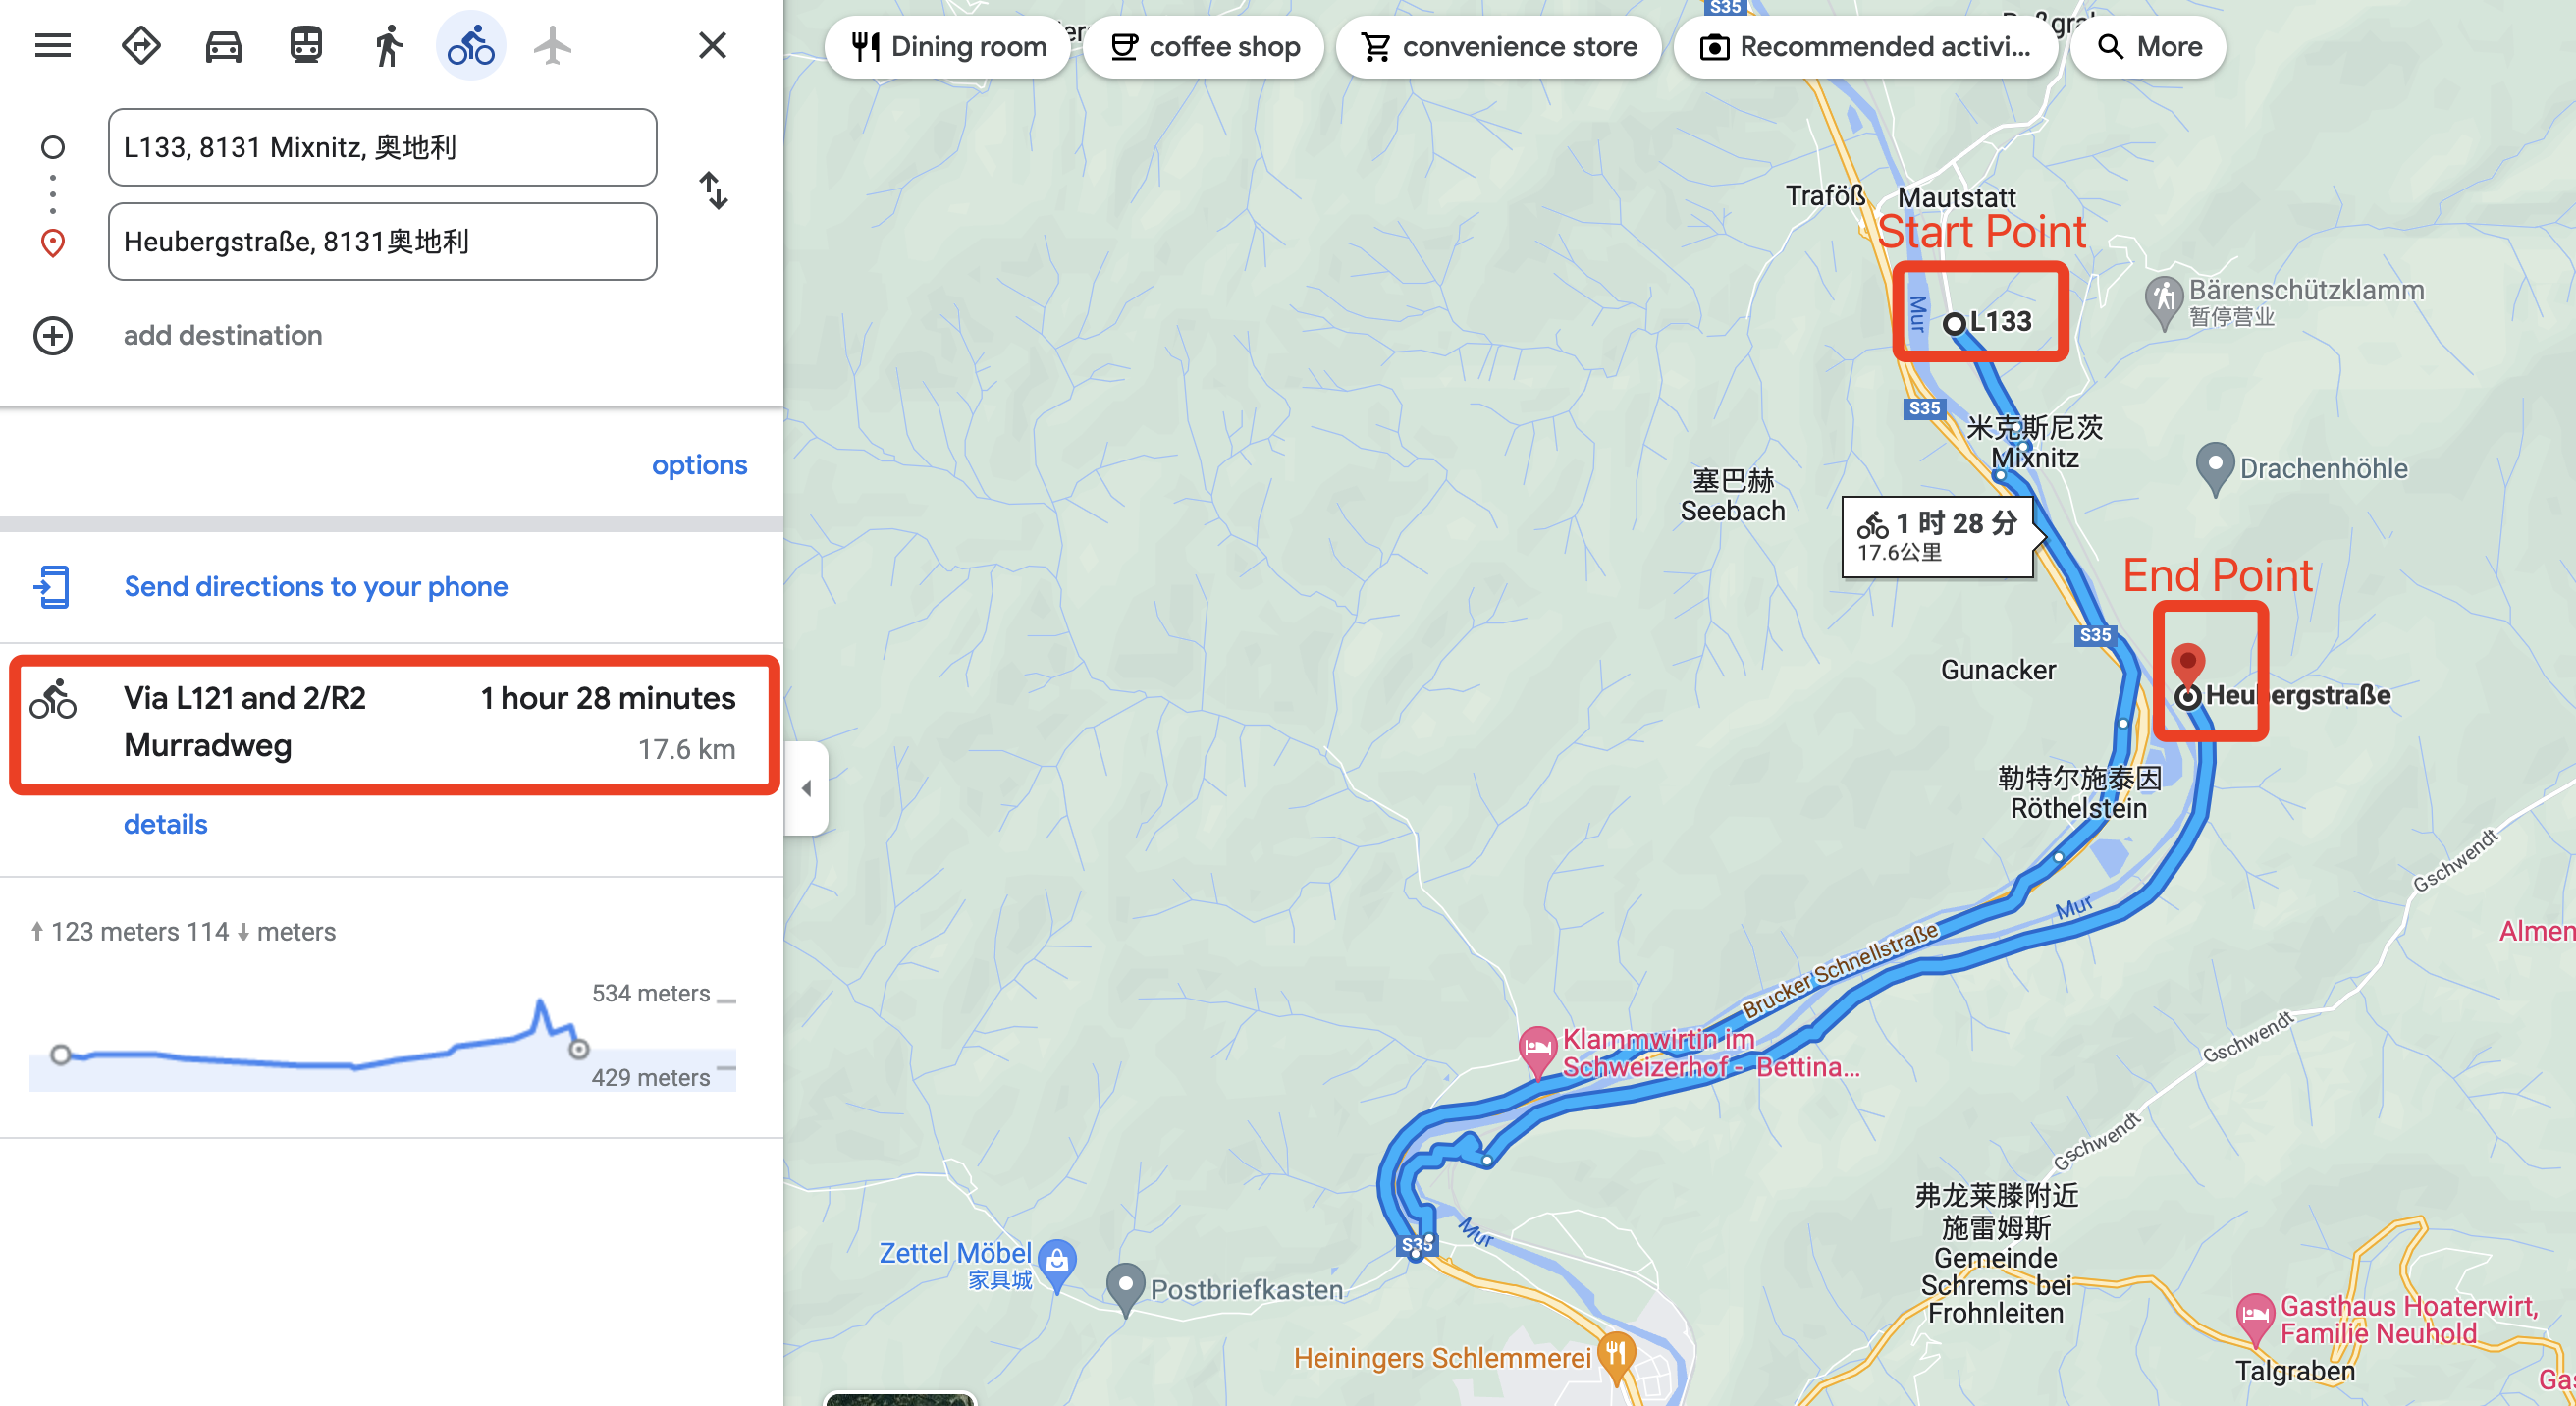 L133, 8131 Mixnitz, 奥地利
Heubergstraße, 8131奥地利
add destination
options
Send directions to your phone
Via L121 and 2/R2
Murradweg
1 hour 28 minutes
17.6 km
details
123 meters 114 meters
534 meters
429 meters
Dining room
coffee shop
convenience store
Recommended activi...
More
S35
Traföß
Mautstatt
Start Point
Mur
L133
Bärenschützklamm
暂停营业
S35
米克斯尼茨
Mixnitz
Drachenhöhle
塞巴赫
Seebach
1 时 28 分
17.6公里
End Point
S35
Gunacker
Heubergstraße
勒特尔施泰因
Röthelstein
Gschwendt
Mur
Almen
Brucker Schnellstraße
Gschwendt
Klammwirtin im
Schweizerhof - Bettina...
Gschwendt
弗龙莱滕附近
施雷姆斯
Gemeinde
Schrems bei
Frohnleiten
S35
Mur
Zettel Möbel
家具城
Postbriefkasten
Gasthaus Hoaterwirt,
Familie Neuhold
Heiningers Schlemmerei
Talgraben
Gas